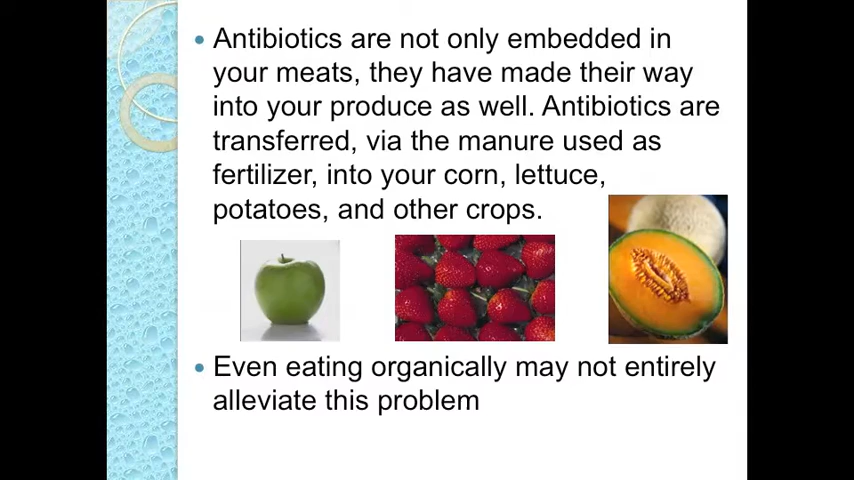 Antibiotics are not only embedded in
your meats, they have made their way
into your produce as well. Antibiotics are
transferred, via the manure used as
fertilizer, into your corn, lettuce,
potatoes, and other crops.
Even eating organically may not entirely
alleviate this problem